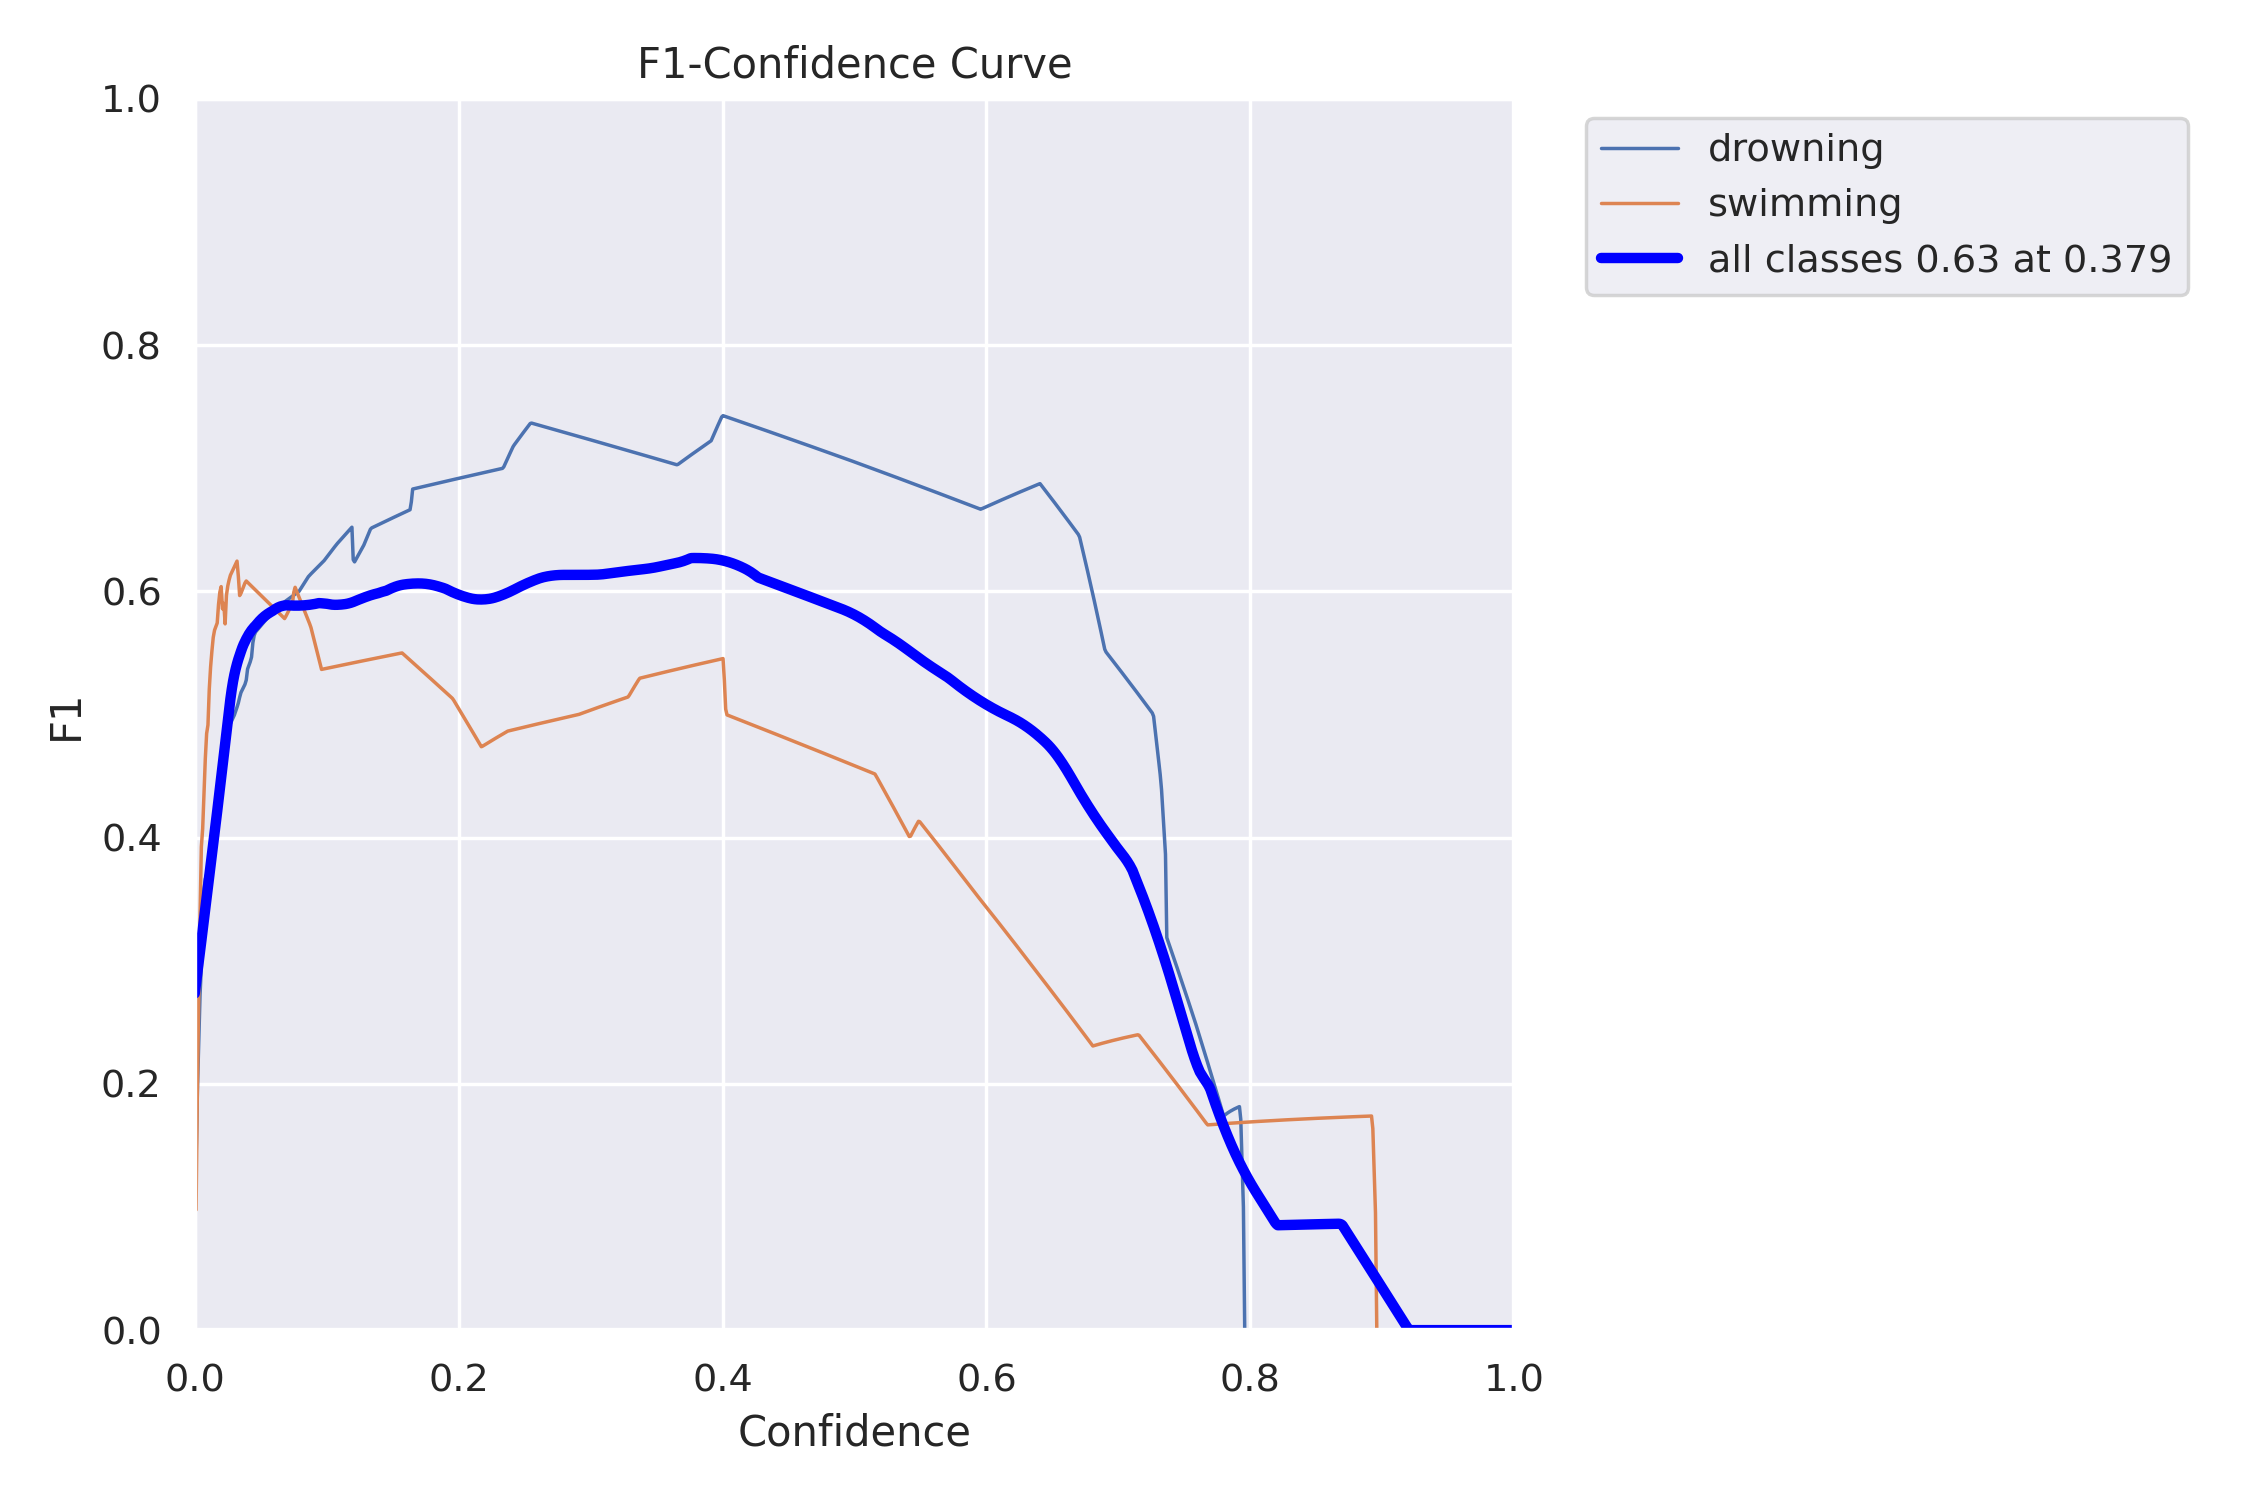 F1-Confidence Curve
1.0
0.8
0.6
0.4
0.2
0.0
F1
0.0 0.2 0.4 0.6 0.8 1.0
Confidence
drowning
swimming
all classes 0.63 at 0.379